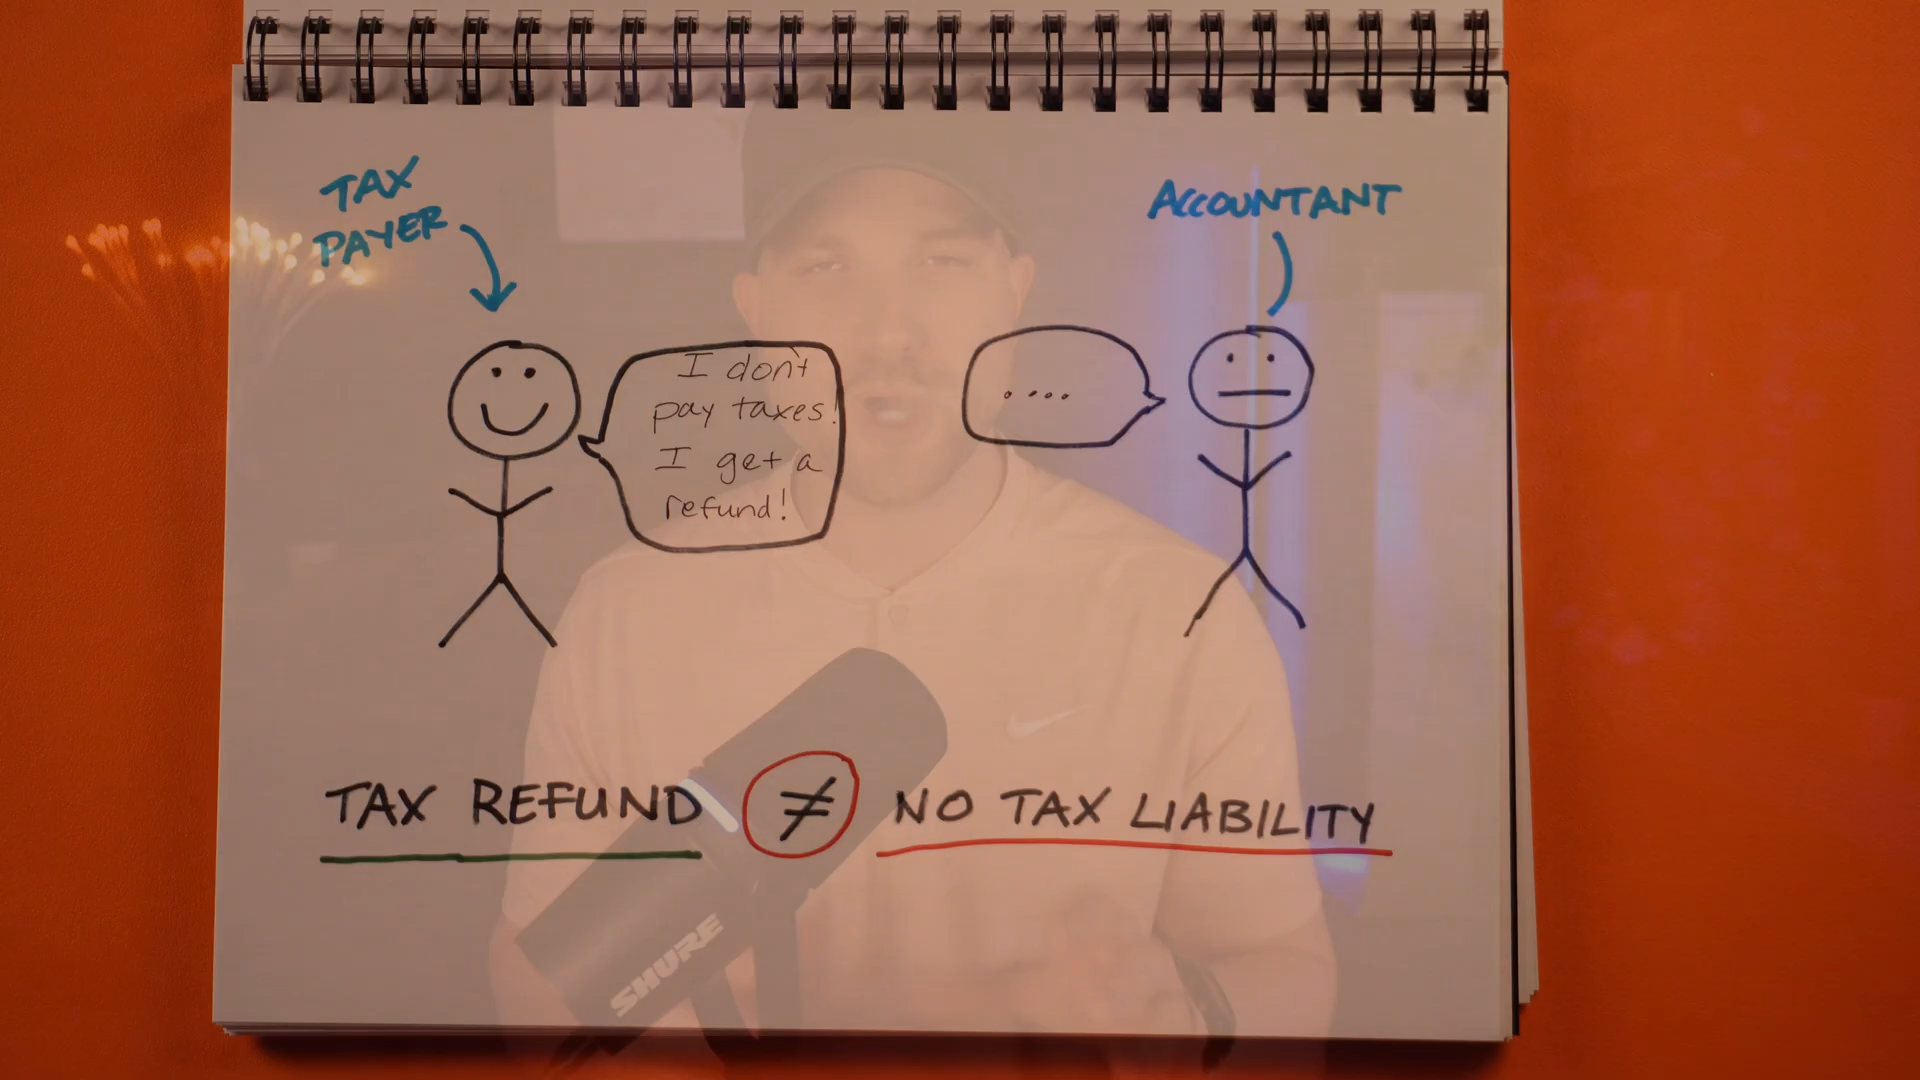 TAX
PAYER
ACCOUNTANT
I don't
pay taxes!
I get a
refund!
....
TAX REFUND ≠ NO TAX LIABILITY
SHURE